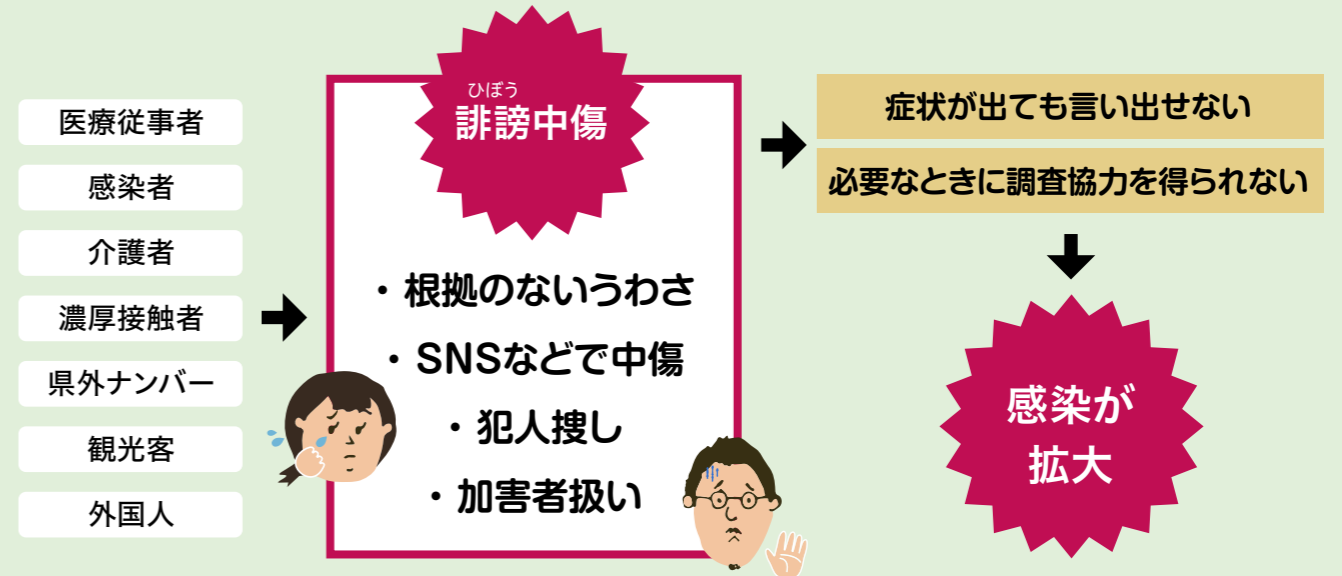 医療従事者
感染者
介護者
濃厚接触者
県外ナンバー
観光客
外国人
ひぼう
誹謗中傷
・根拠のないうわさ
・SNSなどで中傷
・犯人捜し
・加害者扱い
症状が出ても言い出せない
必要なときに調査協力を得られない
感染が
拡大